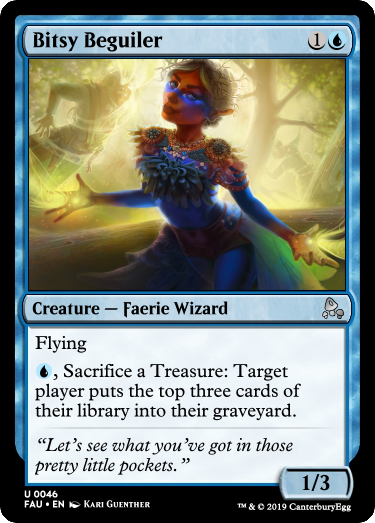 Bitsy Beguiler 1
Creature — Faerie Wizard
Flying
, Sacrifice a Treasure: Target
player puts the top three cards of
their library into their graveyard.
“Let's see what you've got in those
pretty little pockets.”
1/3
U 0046
FAU • EN Kari Guenther
™ & © 2019 CanterburyEgg